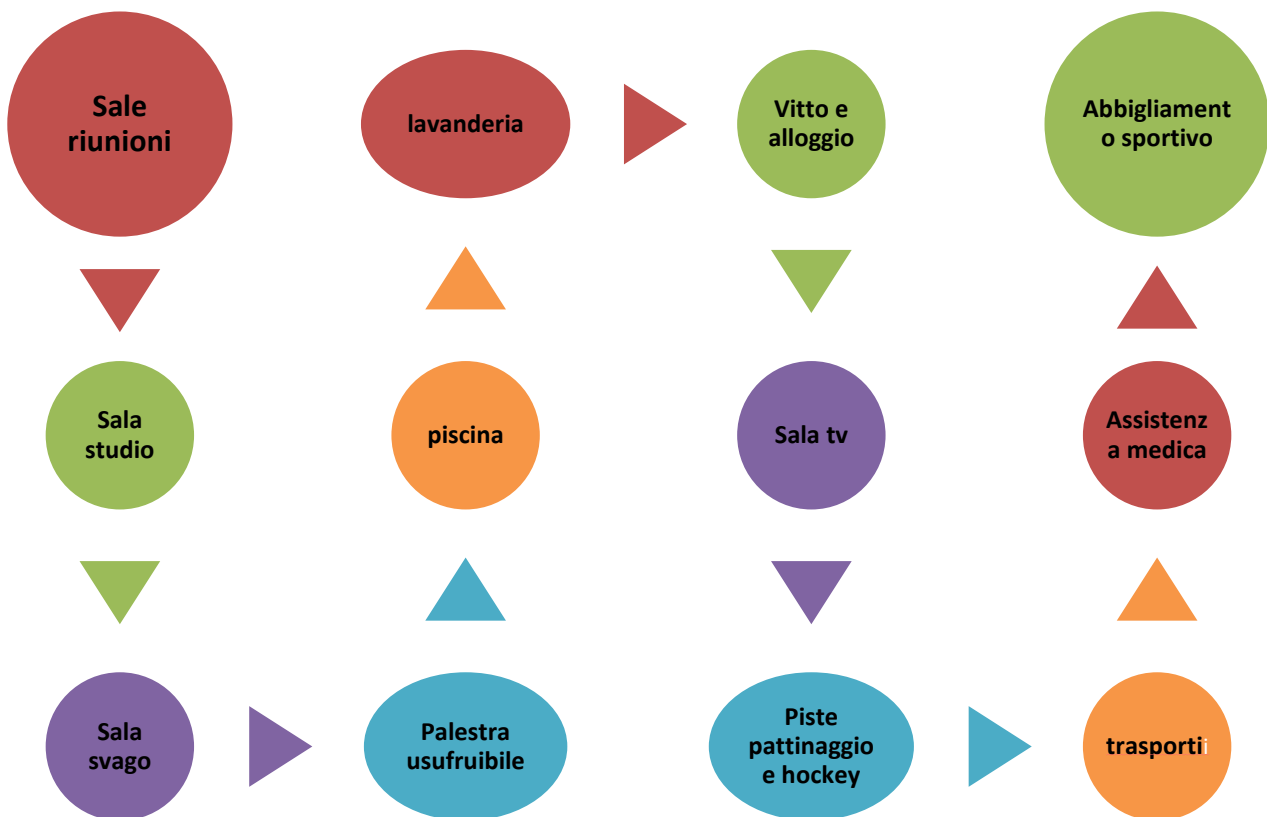 Sale
riunioni
Sala
studio
Sala
svago
Palestra
usufruibile
piscina
lavanderia
Vitto e
alloggio
Sala tv
Piste
pattinaggio
e hockey
trasportii
Assistenz
a medica
Abbigliament
o sportivo